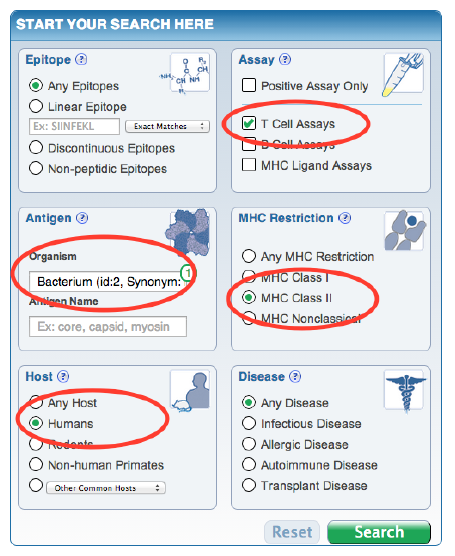 START YOUR SEARCH HERE
Epitope ?
Any Epitopes
Linear Epitope
Ex: SIINFEKL Exact Matches
Discontinuous Epitopes
Non-peptidic Epitopes
Assay ?
Positive Assay Only
T Cell Assays
B Cell Assays
MHC Ligand Assays
Antigen ?
Organism
Bacterium (id:2, Synonym: 1
Antigen Name
Ex: core, capsid, myosin
MHC Restriction ?
Any MHC Restriction
MHC Class I
MHC Class II
MHC Nonclassical
Host ?
Any Host
Humans
Rodents
Non-human Primates
Other Common Hosts
Disease ?
Any Disease
Infectious Disease
Allergic Disease
Autoimmune Disease
Transplant Disease
Reset Search